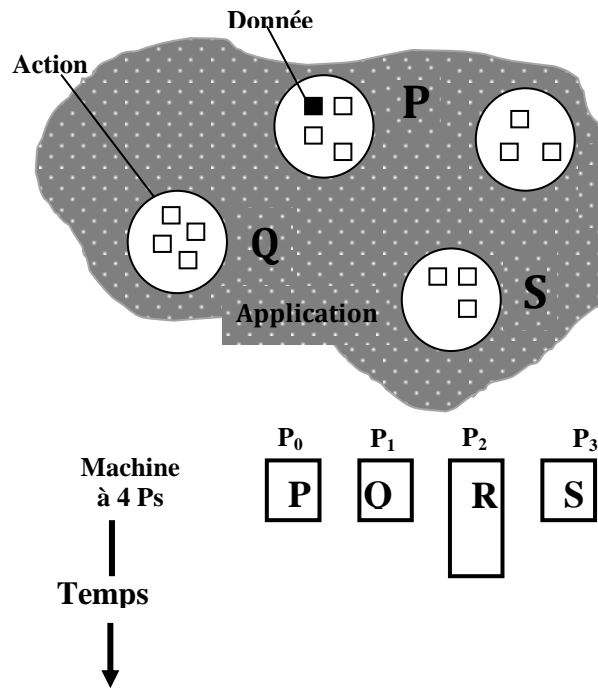 Donnée
Action
P
Q
S
Application
P₀ P₁ P₂ P₃
Machine
à 4 Ps
P Q R S
Temps